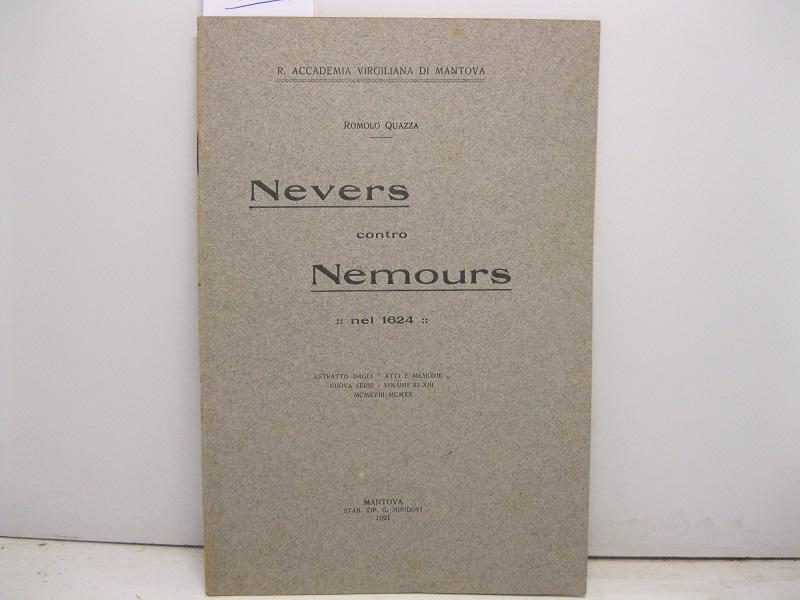 R. ACCADEMIA VIRGILIANA DI MANTOVA
ROMOLO QUAZZA
Nevers
contro
Nemours
:: nel 1624 ::
ESTRATTO DAGLI " ATTI E MEMORIE „
NUOVA SERIE - VOLUMI XI-XIII
MCMXVIII-MCMXX
MANTOVA
STAB. TIP. G. MONDOVI
1921